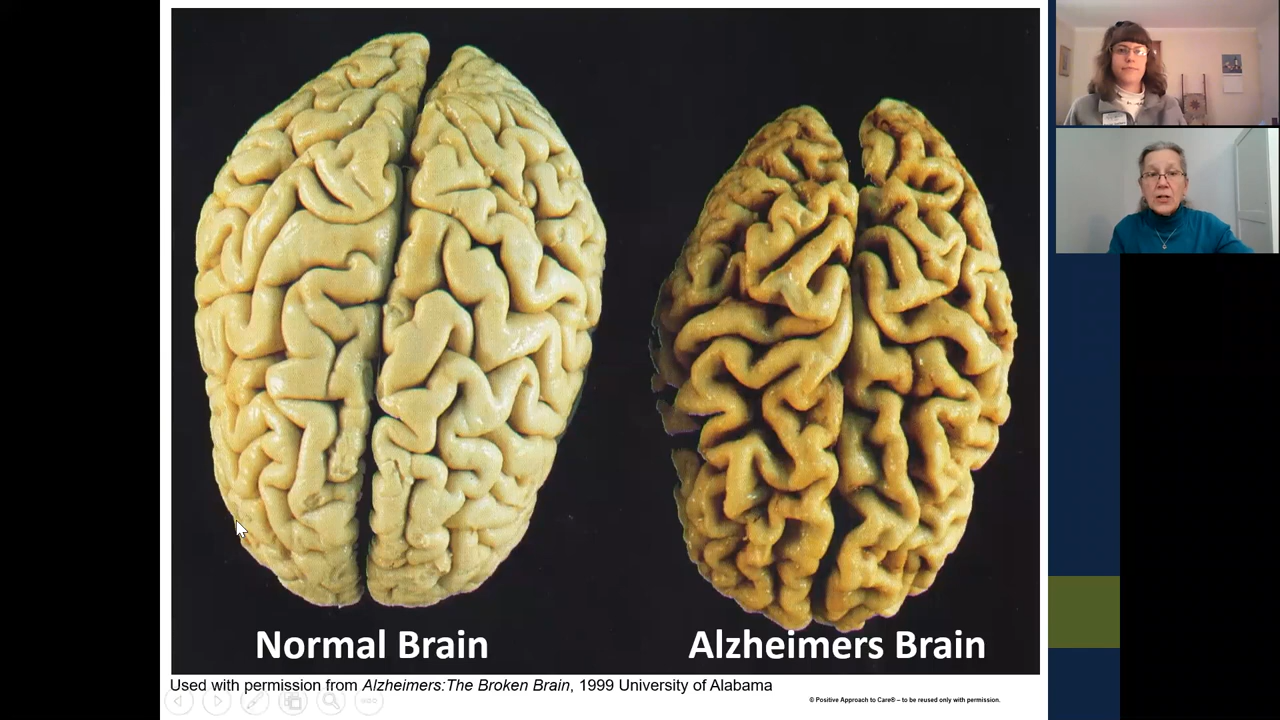 Normal Brain
Alzheimers Brain
Used with permission from Alzheimers:The Broken Brain, 1999 University of Alabama
© Positive Approach to Care® – to be reused only with permission.